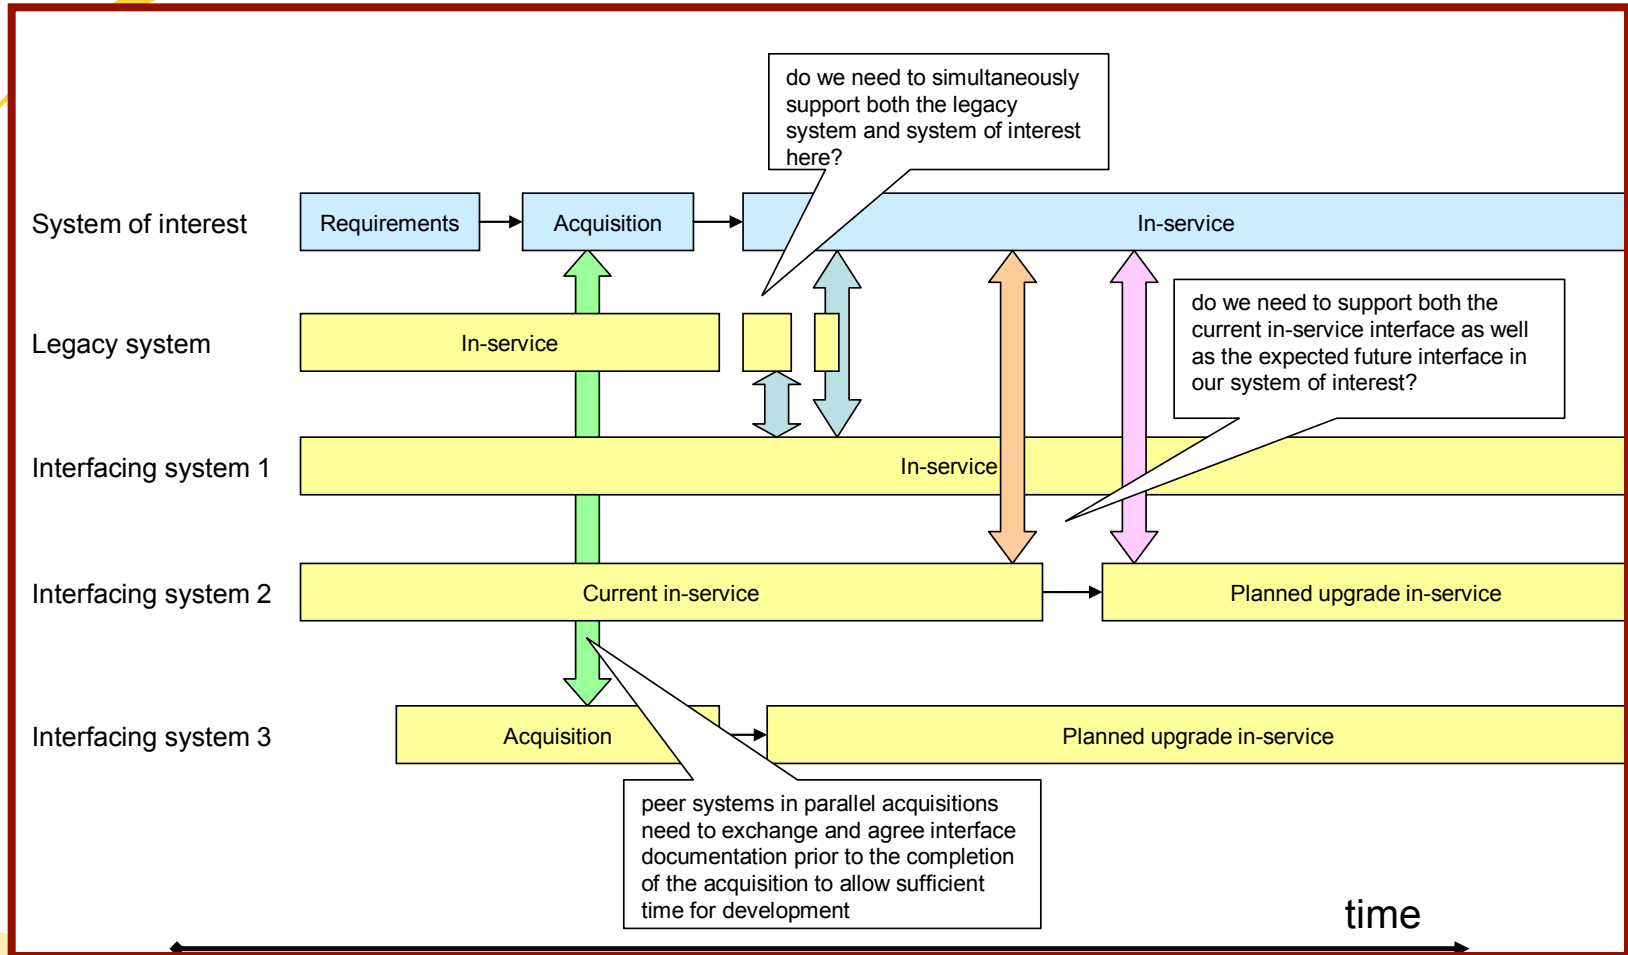 do we need to simultaneously
support both the legacy
system and system of interest
here?
System of interest
Requirements
Acquisition
In-service
do we need to support both the
current in-service interface as well
as the expected future interface in
our system of interest?
Legacy system
In-service
Interfacing system 1
In-service
Interfacing system 2
Current in-service
Planned upgrade in-service
Interfacing system 3
Acquisition
Planned upgrade in-service
peer systems in parallel acquisitions
need to exchange and agree interface
documentation prior to the completion
of the acquisition to allow sufficient
time for development
time